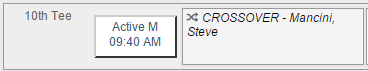 10th Tee
Active M
09:40 AM
CROSSOVER - Mancini,
Steve